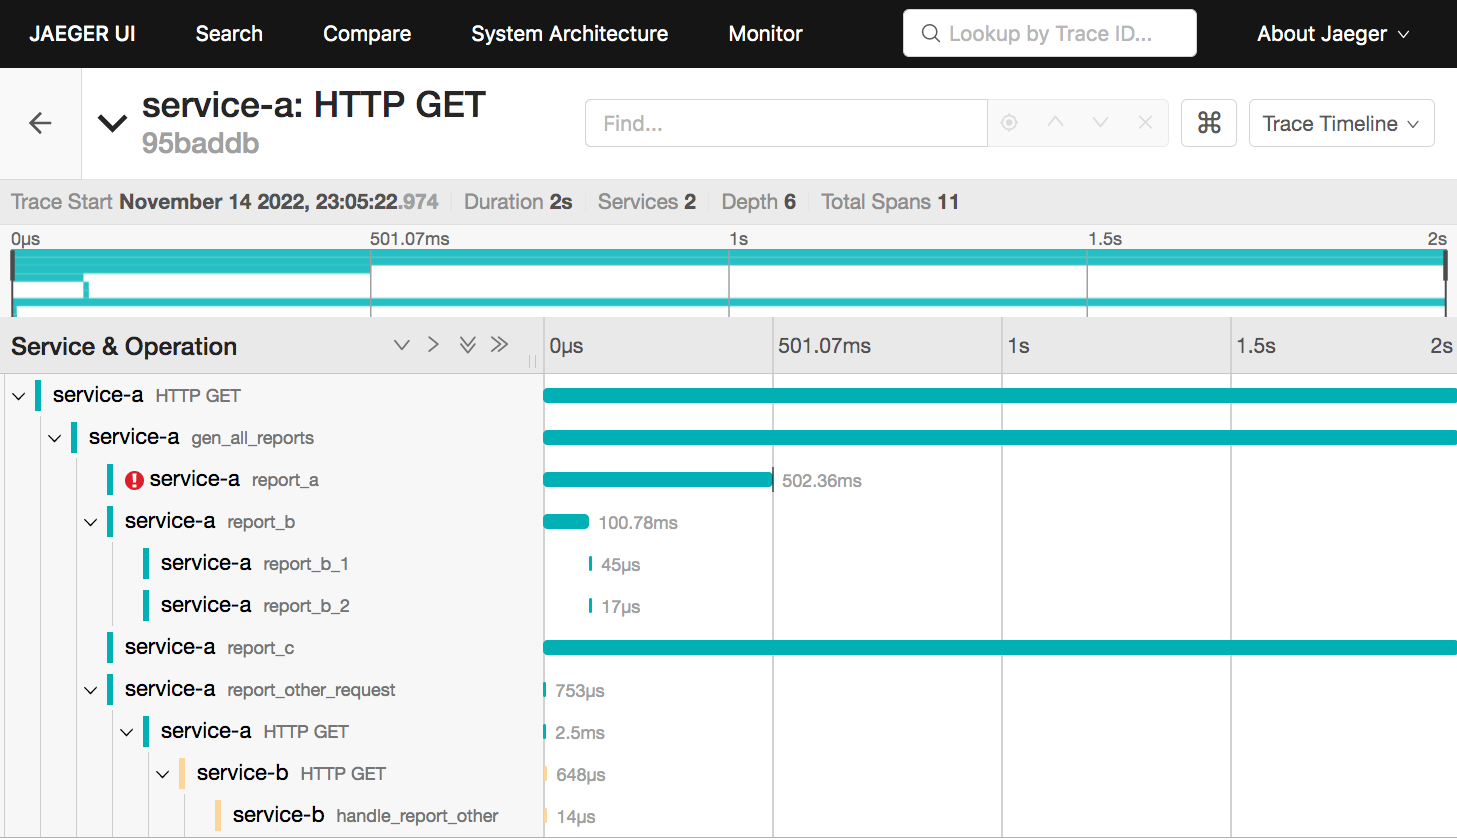 JAEGER UI Search Compare System Architecture Monitor Lookup by Trace ID... About Jaeger
service-a: HTTP GET
95baddb
Find...
⌘
Trace Timeline
Trace Start November 14 2022, 23:05:22.974 Duration 2s Services 2 Depth 6 Total Spans 11
0μs 501.07ms 1s 1.5s 2s
Service & Operation 0μs 501.07ms 1s 1.5s 2s
service-a HTTP GET
service-a gen_all_reports
service-a report_a 502.36ms
service-a report_b 100.78ms
service-a report_b_1 45μs
service-a report_b_2 17μs
service-a report_c
service-a report_other_request 753μs
service-a HTTP GET 2.5ms
service-b HTTP GET 648μs
service-b handle_report_other 14μs